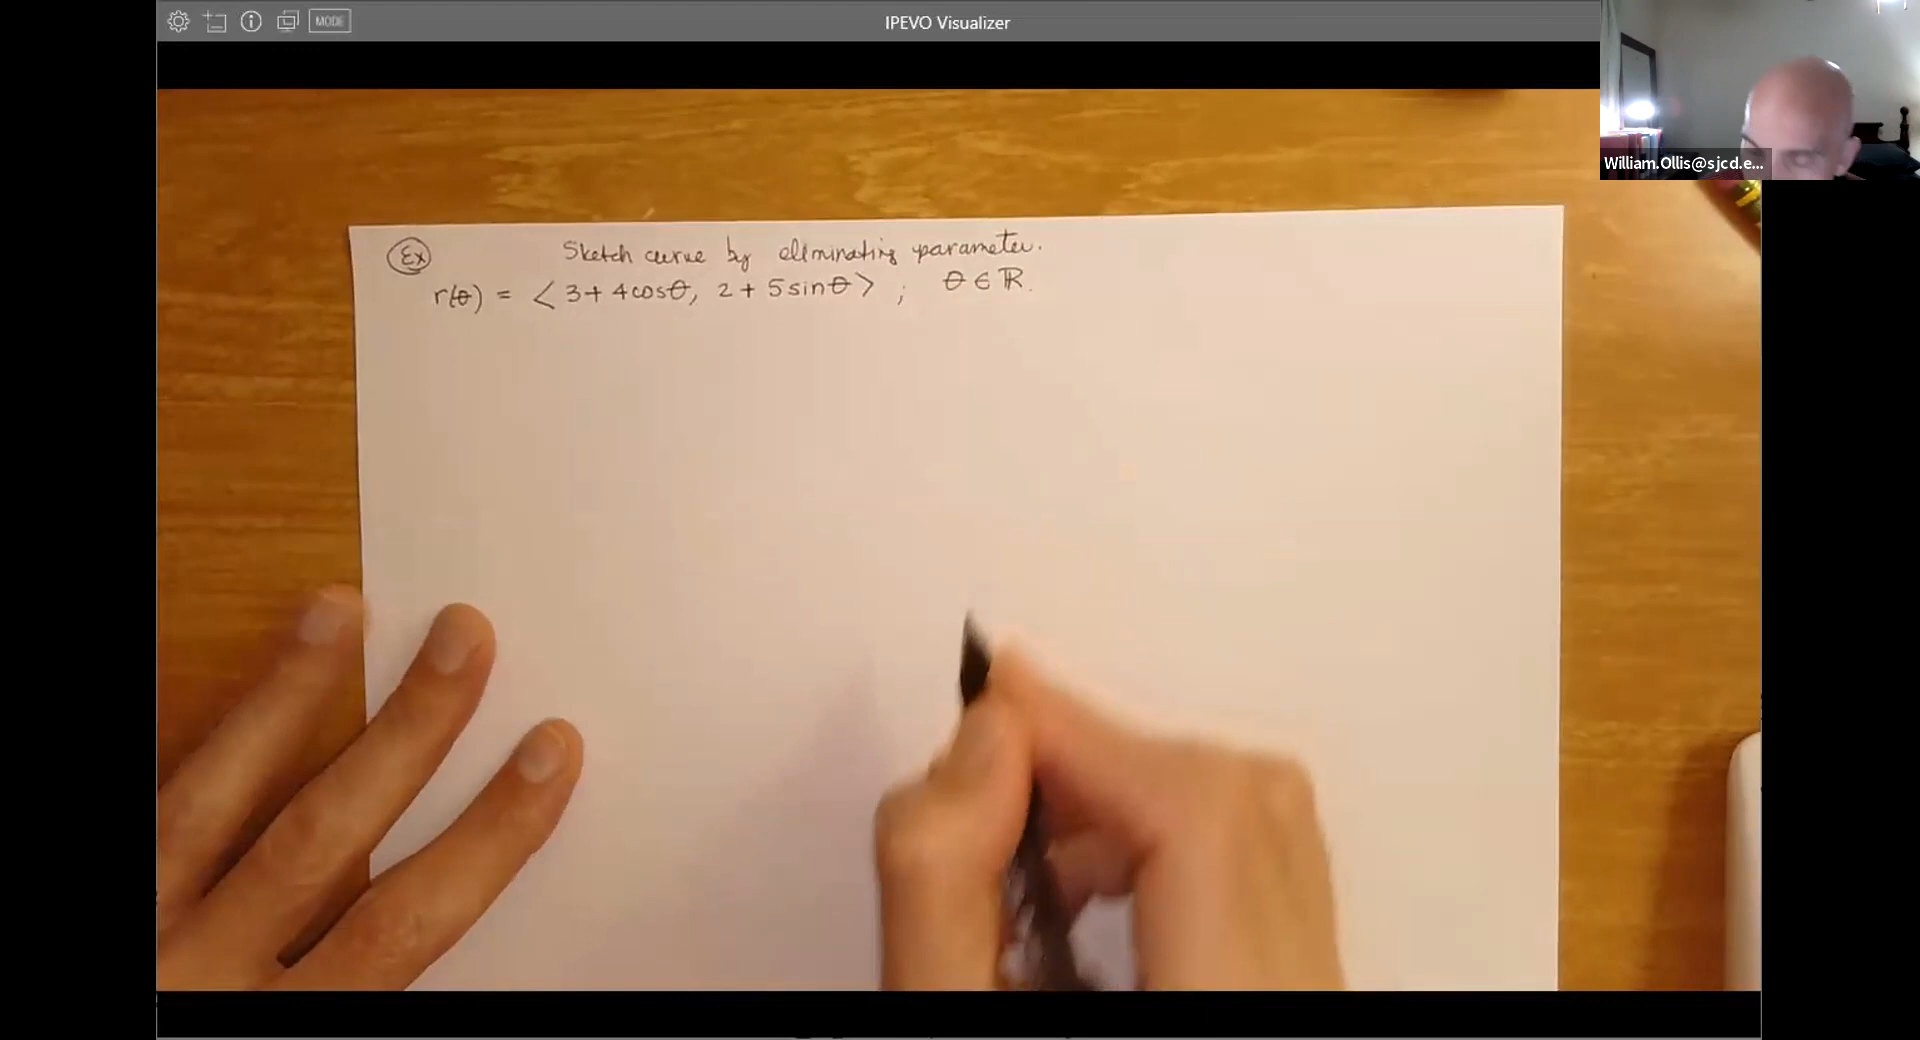 MODE
IPEVO Visualizer
William.Ollis@sjcd.e...
Ex Sketch curve by eliminating parameter.
r(θ) = < 3 + 4cosθ, 2 + 5sinθ > ; θ ∈ ℝ.